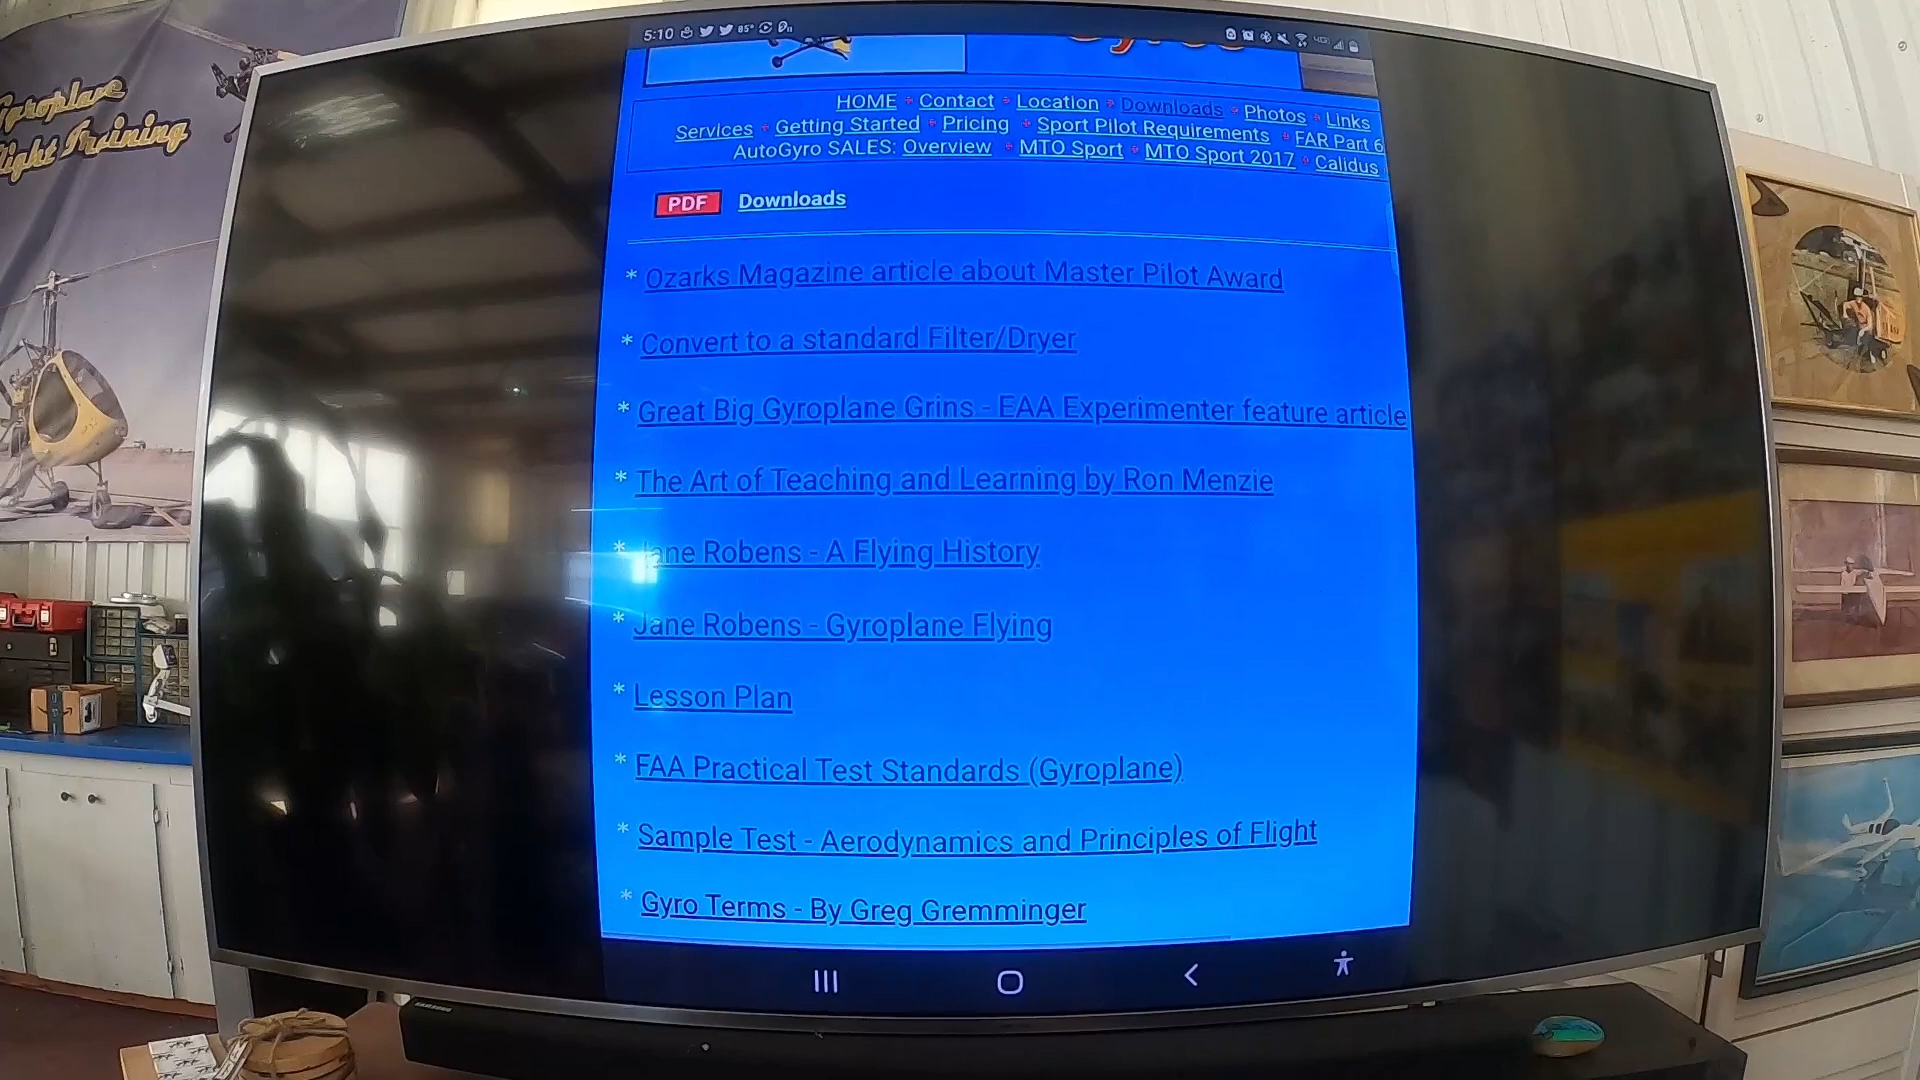 Gyroplane
light Training
5:10 85°
HOME Contact Location Downloads Photos Links
Services Getting Started Pricing Sport Pilot Requirements FAR Part 6
AutoGyro SALES: Overview MTO Sport MTO Sport 2017 Calidus
PDF Downloads
* Ozarks Magazine article about Master Pilot Award
* Convert to a standard Filter/Dryer
* Great Big Gyroplane Grins - EAA Experimenter feature article
* The Art of Teaching and Learning by Ron Menzie
* Jane Robens - A Flying History
* Jane Robens - Gyroplane Flying
* Lesson Plan
* FAA Practical Test Standards (Gyroplane)
* Sample Test - Aerodynamics and Principles of Flight
* Gyro Terms - By Greg Gremminger
SAMSUNG